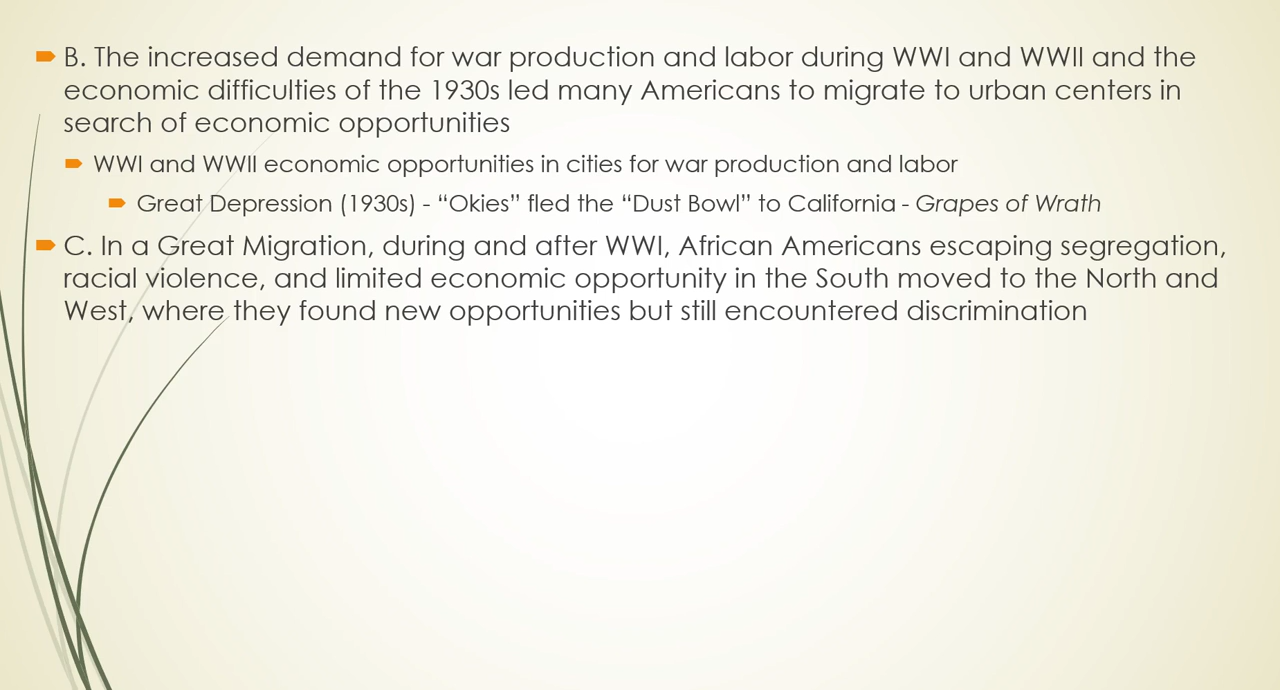 B. The increased demand for war production and labor during WWI and WWII and the
economic difficulties of the 1930s led many Americans to migrate to urban centers in
search of economic opportunities
WWI and WWII economic opportunities in cities for war production and labor
Great Depression (1930s) - “Okies” fled the “Dust Bowl” to California - Grapes of Wrath
C. In a Great Migration, during and after WWI, African Americans escaping segregation,
racial violence, and limited economic opportunity in the South moved to the North and
West, where they found new opportunities but still encountered discrimination